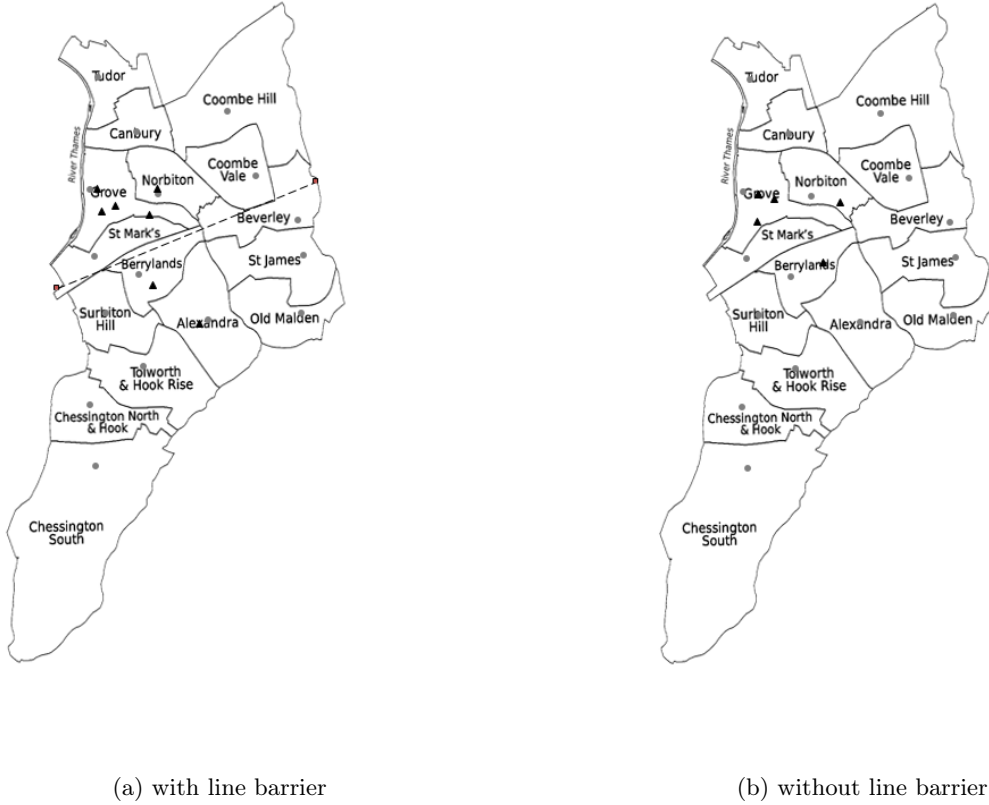 Tudor
Coombe Hill
Canbury
River Thames
Coombe
Vale
Norbiton
Grove
Beverley
St Mark's
Berrylands
St James
Surbiton
Hill
Alexandra
Old Malden
Tolworth
& Hook Rise
Chessington North
& Hook
Chessington
South
(a) with line barrier
Tudor
Coombe Hill
Canbury
River Thames
Coombe
Vale
Norbiton
Grove
Beverley
St Mark's
Berrylands
St James
Surbiton
Hill
Alexandra
Old Malden
Tolworth
& Hook Rise
Chessington North
& Hook
Chessington
South
(b) without line barrier